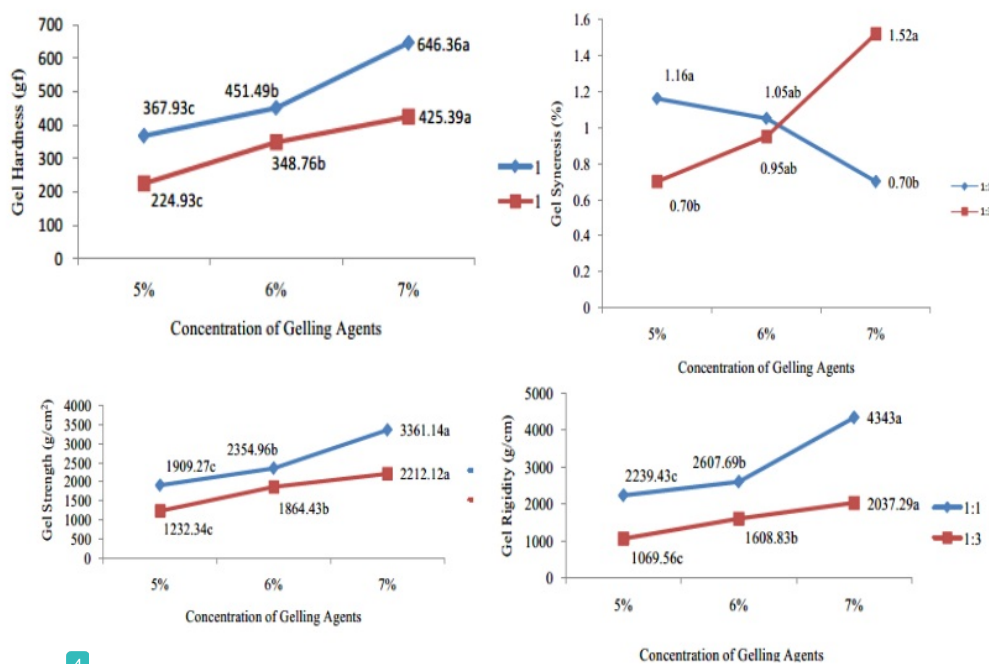 Gel Hardness (gf)
700
600
500
400
300
200
100
0
367.93c
451.49b
646.36a
224.93c
348.76b
425.39a
5%
6%
7%
Concentration of Gelling Agents
1
1
Gel Syneresis (%)
1.6
1.4
1.2
1
0.8
0.6
0.4
0.2
0
1.16a
1.05ab
1.52a
0.70b
0.95ab
0.70b
5%
6%
7%
Concentration of Gelling Agents
1:
1:
Gel Strength (g/cm²)
4000
3500
3000
2500
2000
1500
1000
500
0
1909.27c
2354.96b
3361.14a
1232.34c
1864.43b
2212.12a
5%
6%
7%
Concentration of Gelling Agents
Gel Rigidity (g/cm)
5000
4000
3000
2000
1000
0
2239.43c
2607.69b
4343a
1069.56c
1608.83b
2037.29a
5%
6%
7%
Concentration of Gelling Agents
1:1
1:3
4